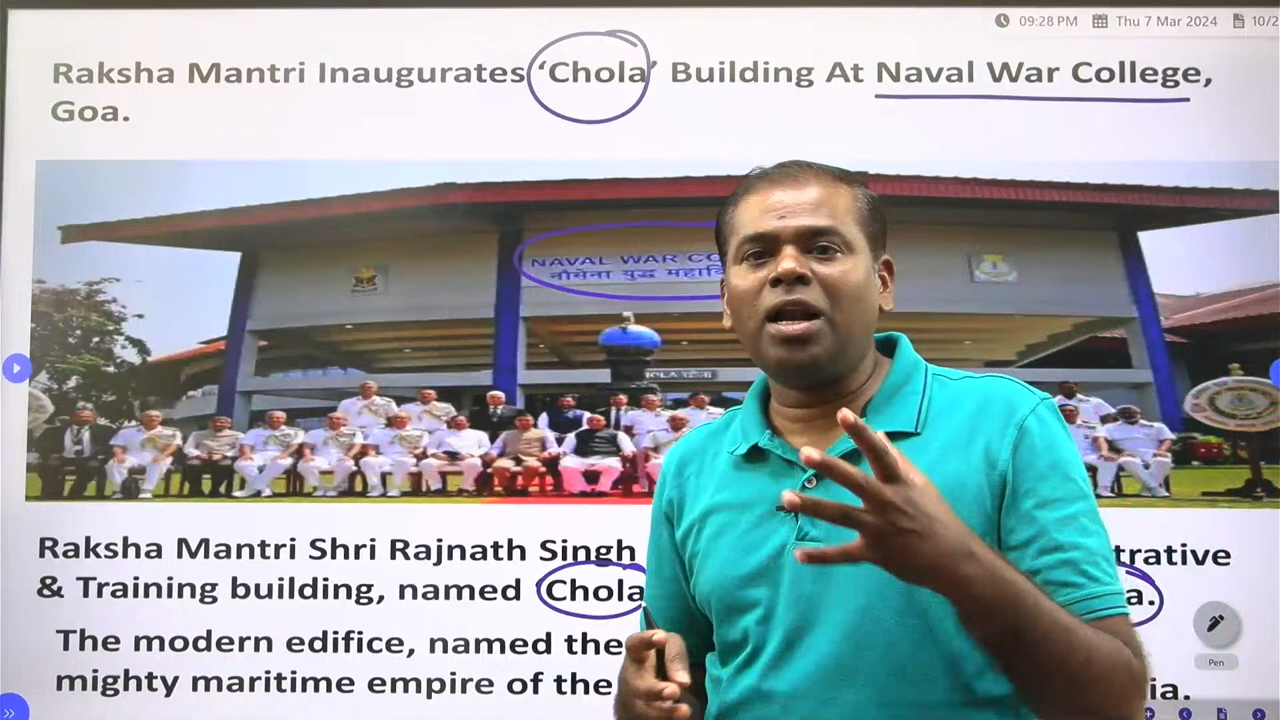 09:28 PM Thu 7 Mar 2024 10/2
Raksha Mantri Inaugurates ‘Chola’ Building At Naval War College,
Goa.
NAVAL WAR CO
नौसेना युद्ध महावि
Raksha Mantri Shri Rajnath Singh trative
& Training building, named ‘Chola a.
The modern edifice, named the
mighty maritime empire of the ia.
Pen